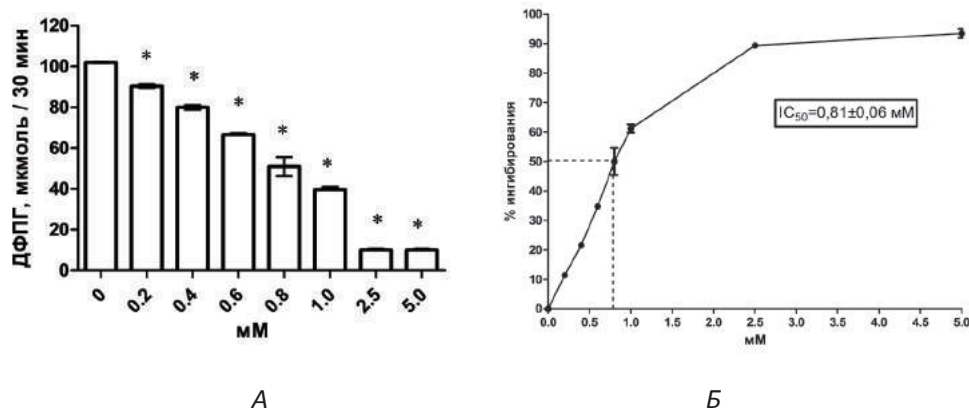 ДФПГ, мкмоль / 30 мин
120
100
80
60
40
20
0
* * * * * * *
0 0.2 0.4 0.6 0.8 1.0 2.5 5.0
мМ
А
% ингибирования
100
90
80
70
60
50
40
30
20
10
0
IC50=0,81±0,06 мМ
0.0 0.5 1.0 1.5 2.0 2.5 3.0 3.5 4.0 4.5 5.0
мМ
Б